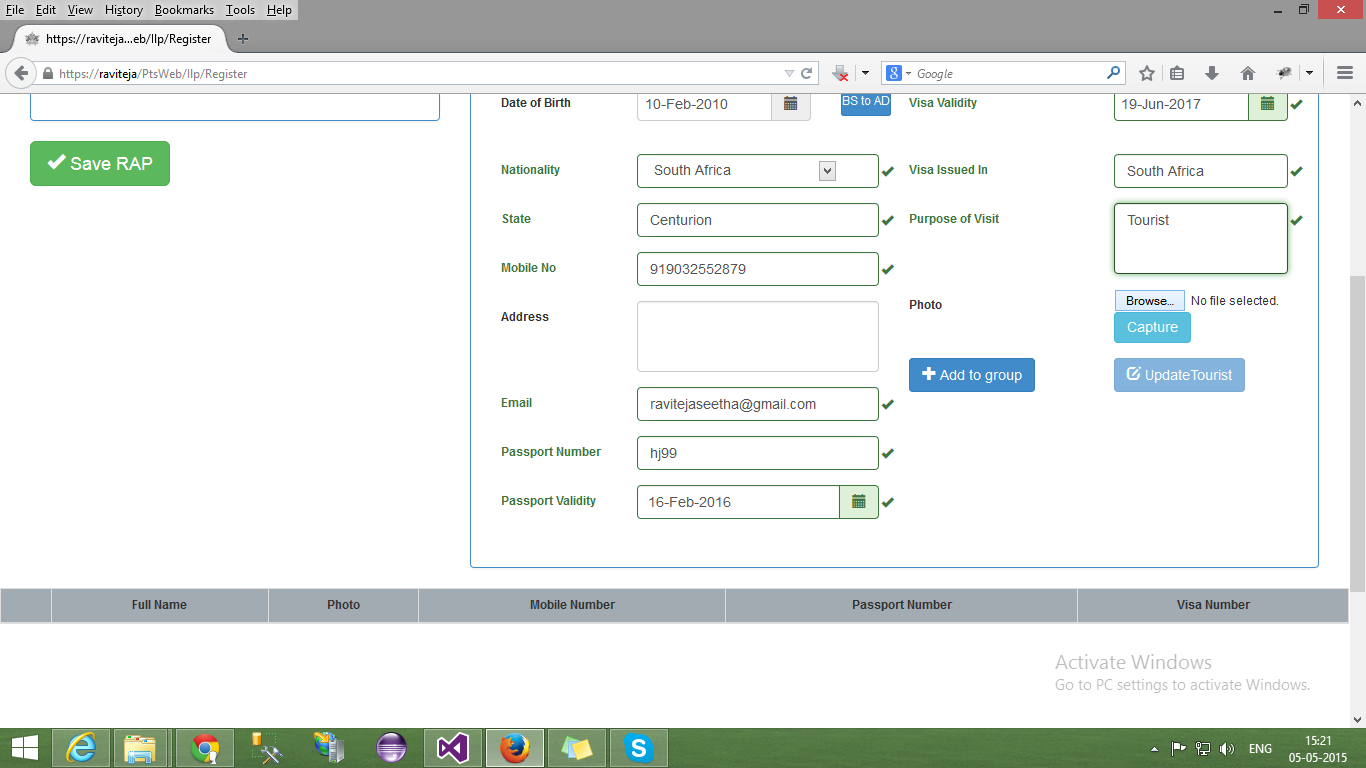 File Edit View History Bookmarks Tools Help
https://raviteja...eb/Ilp/Register
https://raviteja/PtsWeb/Ilp/Register
Google
Date of Birth 10-Feb-2010 BS to AD Visa Validity 19-Jun-2017
Save RAP
Nationality South Africa Visa Issued In South Africa
State Centurion Purpose of Visit Tourist
Mobile No 919032552879
Address Photo Browse... No file selected.
Capture
Add to group UpdateTourist
Email ravitejaseetha@gmail.com
Passport Number hj99
Passport Validity 16-Feb-2016
Full Name Photo Mobile Number Passport Number Visa Number
Activate Windows
Go to PC settings to activate Windows.
ENG 15:21
05-05-2015